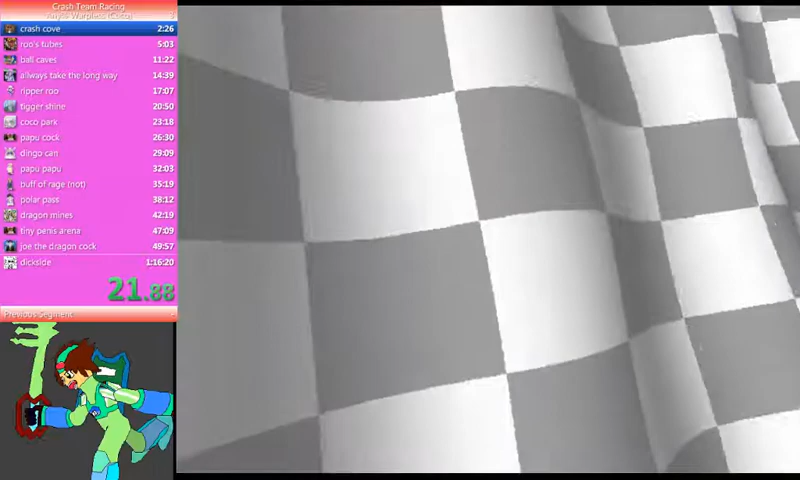 Crash Team Racing
crash cove 2:26
roo's tubes 5:03
ball caves 11:22
allways take the long way 14:39
ripper roo 17:07
tigger shine 20:50
coco park 23:18
papu cock 26:30
dingo can 29:09
papu papu 32:03
buff of rage (not) 35:19
polar pass 38:12
dragon mines 42:19
tiny penis arena 47:09
joe the dragon cock 49:57
dickside 1:16:20
21.88
Previous Segment -